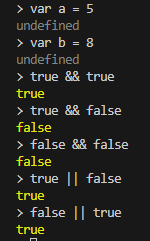 > var a = 5
undefined
> var b = 8
undefined
> true && true
true
> true && false
false
> false && false
false
> true || false
true
> false || true
true